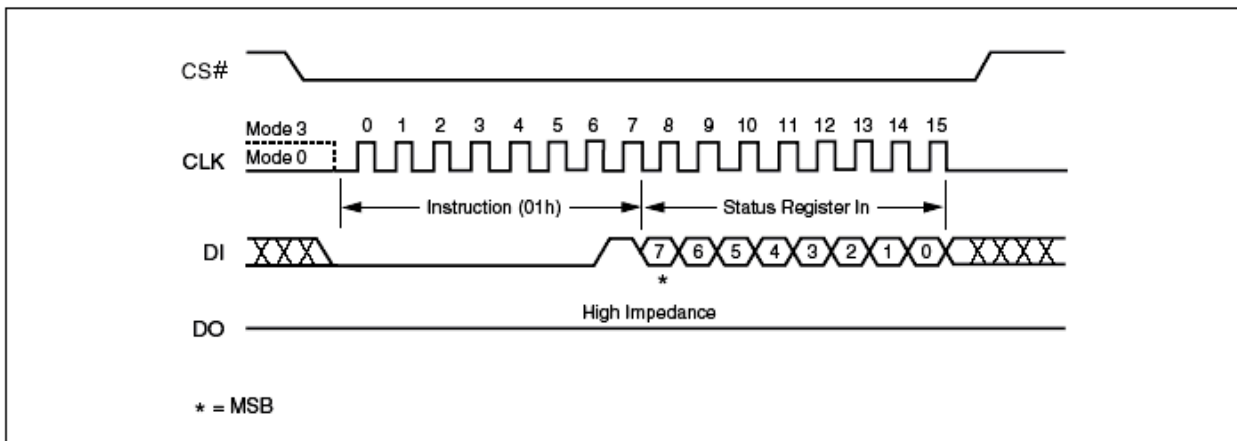 CS#
Mode 3 0 1 2 3 4 5 6 7 8 9 10 11 12 13 14 15
CLK Mode 0
Instruction (01h) Status Register In
DI 7 6 5 4 3 2 1 0
*
High Impedance
DO
* = MSB